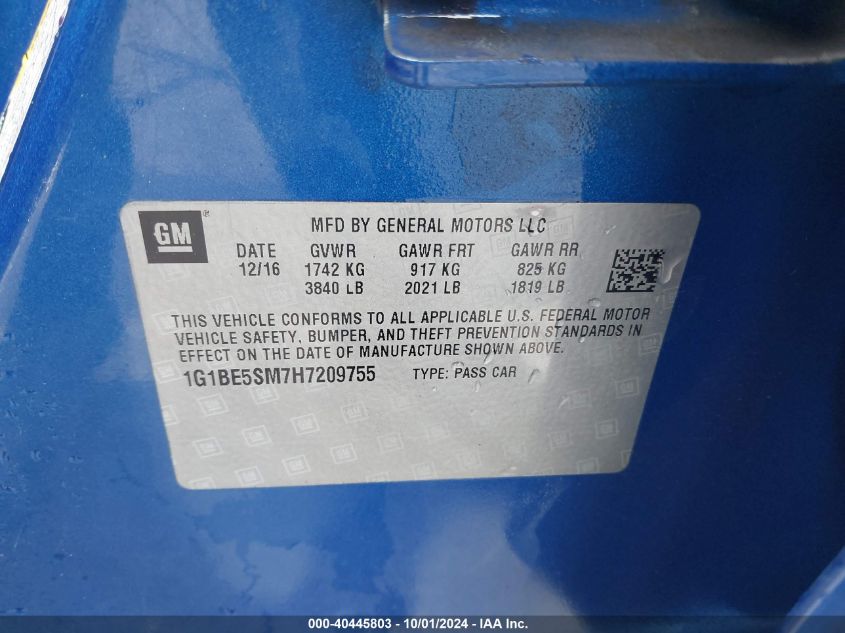 GM ®
MFD BY GENERAL MOTORS LLC
DATE GVWR GAWR FRT GAWR RR
12/16 1742 KG 917 KG 825 KG
3840 LB 2021 LB 1819 LB
THIS VEHICLE CONFORMS TO ALL APPLICABLE U.S. FEDERAL MOTOR
VEHICLE SAFETY, BUMPER, AND THEFT PREVENTION STANDARDS IN
EFFECT ON THE DATE OF MANUFACTURE SHOWN ABOVE.
1G1BE5SM7H7209755 TYPE: PASS CAR
000-40445803 - 10/01/2024 - IAA Inc.